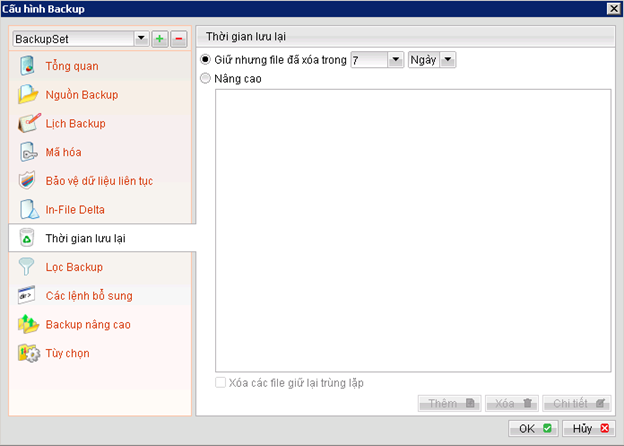 Cấu hình Backup
BackupSet
Tổng quan
Nguồn Backup
Lịch Backup
Mã hóa
Bảo vệ dữ liệu liên tục
In-File Delta
Thời gian lưu lại
Lọc Backup
Các lệnh bổ sung
Backup nâng cao
Tùy chọn
Thời gian lưu lại
Giữ nhưng file đã xóa trong 7 Ngày
Nâng cao
Xóa các file giữ lại trùng lặp
Thêm Xóa Chi tiết
OK Hủy